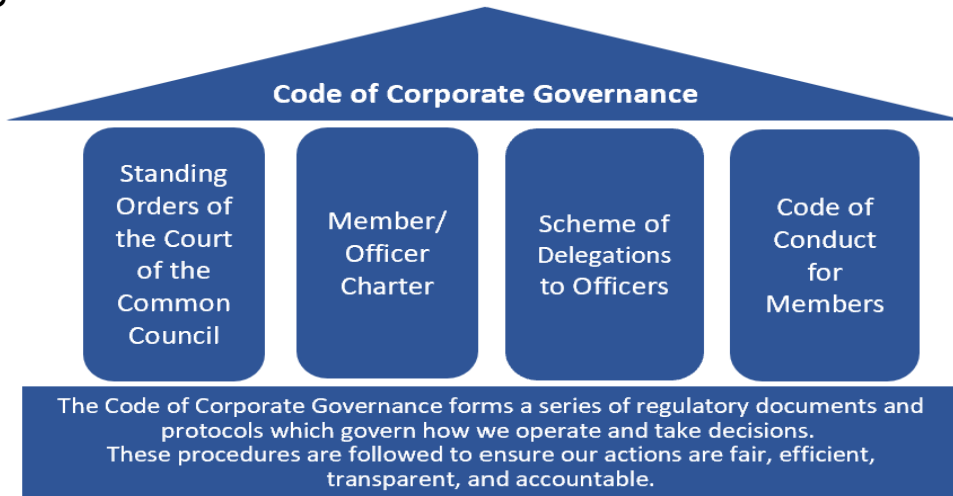 Code of Corporate Governance
Standing
Orders of
the Court
of the
Common
Council
Member/
Officer
Charter
Scheme of
Delegations
to Officers
Code of
Conduct
for
Members
The Code of Corporate Governance forms a series of regulatory documents and
protocols which govern how we operate and take decisions.
These procedures are followed to ensure our actions are fair, efficient,
transparent, and accountable.